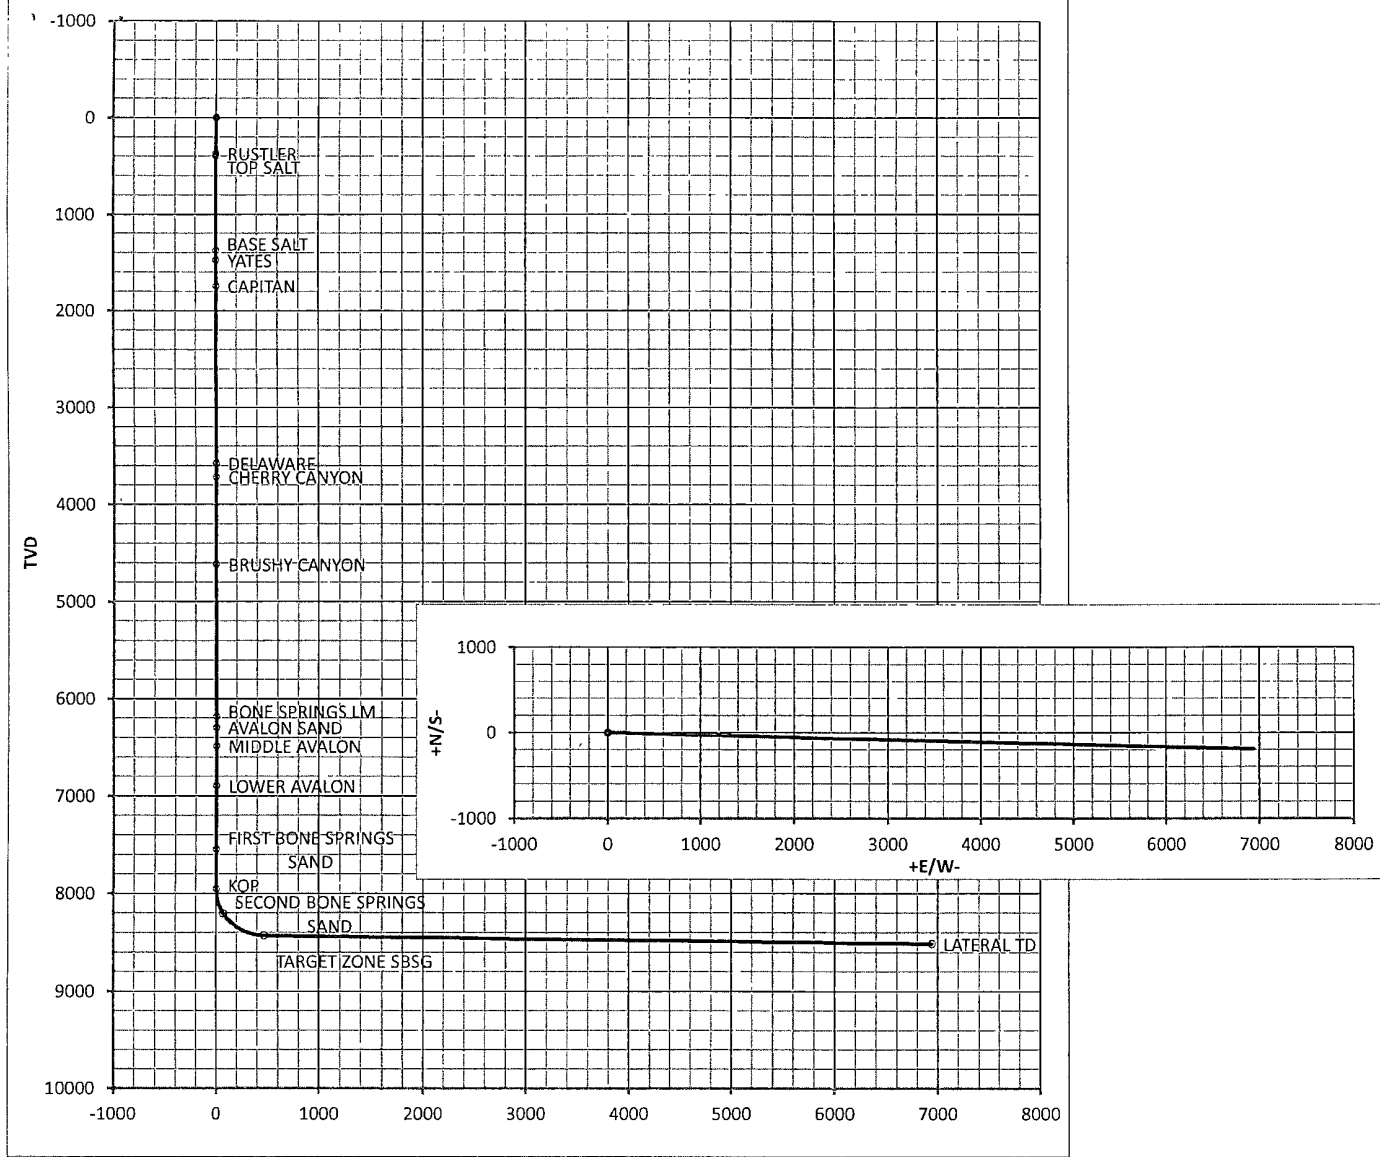 -1000
0
RUSTLER
TOP SALT
1000
BASE SALT
YATES
CAPITAN
2000
3000
DELAWARE
CHERRY CANYON
4000
TVD
BRUSHY CANYON
5000
6000
BONE SPRINGS LM
AVALON SAND
MIDDLE AVALON
LOWER AVALON
7000
FIRST BONE SPRINGS
SAND
KOP
8000
SECOND BONE SPRINGS
SAND
LATERAL TD
TARGET ZONE SBSG
9000
10000
-1000 0 1000 2000 3000 4000 5000 6000 7000 8000
1000
+N/S-
0
-1000
-1000 0 1000 2000 3000 4000 5000 6000 7000 8000
+E/W-